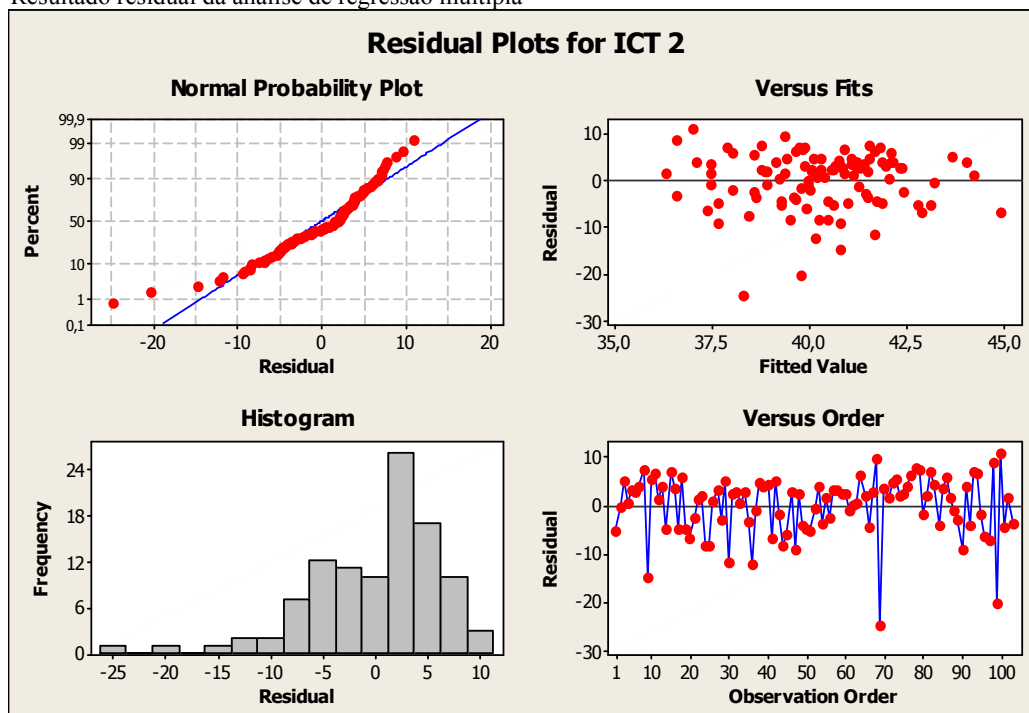 Resultado residual da análise de regressão múltipla
Residual Plots for ICT 2
Normal Probability Plot
99,9
99
90
50
10
1
0,1
Percent
-20 -10 0 10 20
Residual
Versus Fits
10
0
-10
-20
-30
Residual
35,0 37,5 40,0 42,5 45,0
Fitted Value
Histogram
24
18
12
6
0
Frequency
-25 -20 -15 -10 -5 0 5 10
Residual
Versus Order
10
0
-10
-20
-30
Residual
1 10 20 30 40 50 60 70 80 90 100
Observation Order